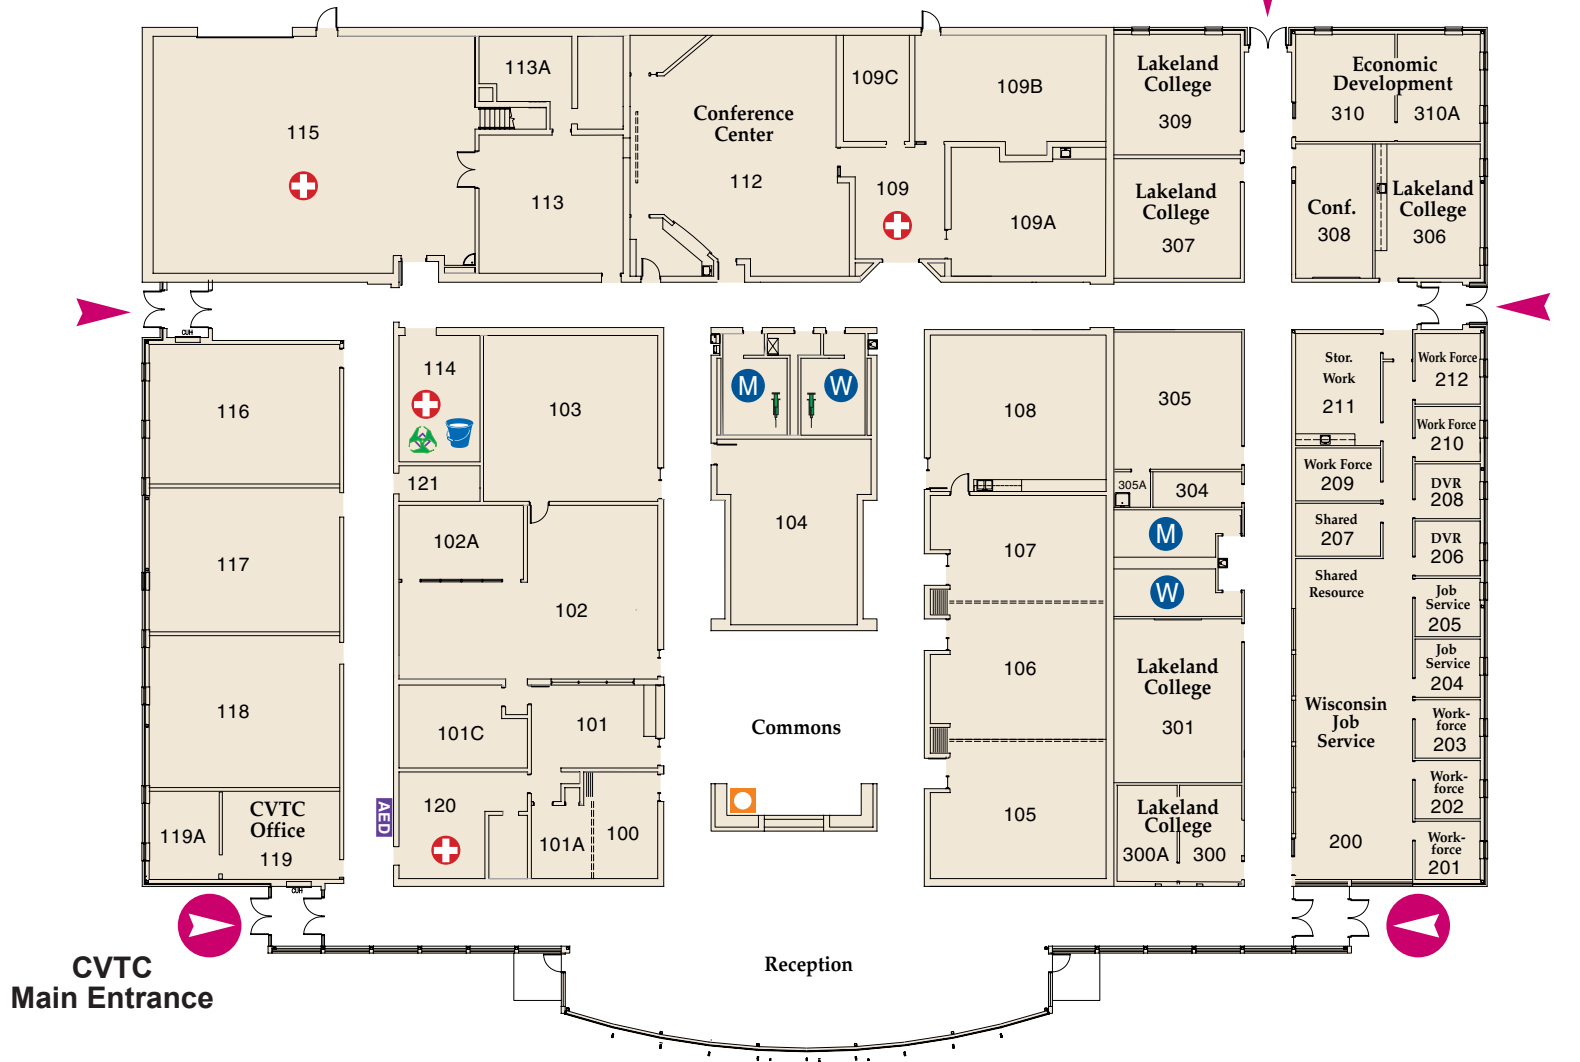 115
113A
113
Conference
Center
112
109C
109B
109
109A
Lakeland
College
309
Lakeland
College
307
Economic
Development
310
310A
Conf.
308
Lakeland
College
306
CUH
116
117
118
119A
CVTC
Office
119
CUH
114
103
121
102A
102
101C
101
120
101A
100
AED
M
W
104
Commons
108
107
106
105
305
305A
304
M
W
Lakeland
College
301
Lakeland
College
300A
300
Stor.
Work
211
Work Force
209
Shared
207
Shared
Resource
Wisconsin
Job
Service
200
Work Force
212
Work Force
210
DVR
208
DVR
206
Job
Service
205
Job
Service
204
Work-
force
203
Work-
force
202
Work-
force
201
Reception
CVTC
Main Entrance